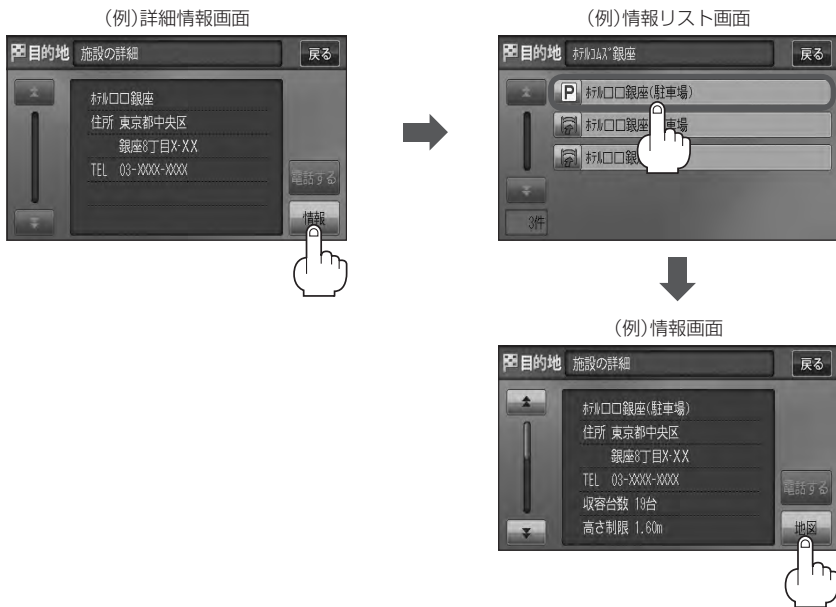 (例)詳細情報画面
目的地 施設の詳細 戻る
ﾎﾃﾙ□□銀座
住所 東京都中央区
銀座8丁目X-XX
TEL 03-XXXX-XXXX
電話する
情報
(例)情報リスト画面
目的地 ﾎﾃﾙｺﾑｽﾞ銀座 戻る
P ﾎﾃﾙ□□銀座(駐車場)
ﾎﾃﾙ□□銀座 車場
ﾎﾃﾙ□□銀
3件
(例)情報画面
目的地 施設の詳細 戻る
ﾎﾃﾙ□□銀座(駐車場)
住所 東京都中央区
銀座8丁目X-XX
TEL 03-XXXX-XXXX
電話する
収容台数 19台
高さ制限 1.60m
地図